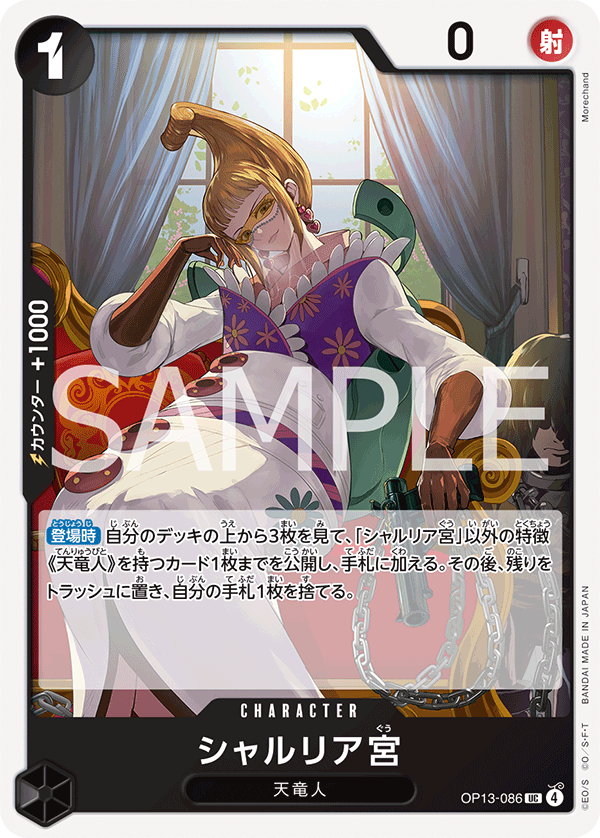 1
0
射
Morechand
カウンター +1000
SAMPLE
登場時 自分のデッキの上から3枚を見て、「シャルリア宮」以外の特徴
《天竜人》を持つカード1枚までを公開し、手札に加える。その後、残りを
トラッシュに置き、自分の手札1枚を捨てる。
CHARACTER
シャルリア宮
天竜人
OP13-086 UC 4
©EO/S ©O/S・F・T BANDAI MADE IN JAPAN